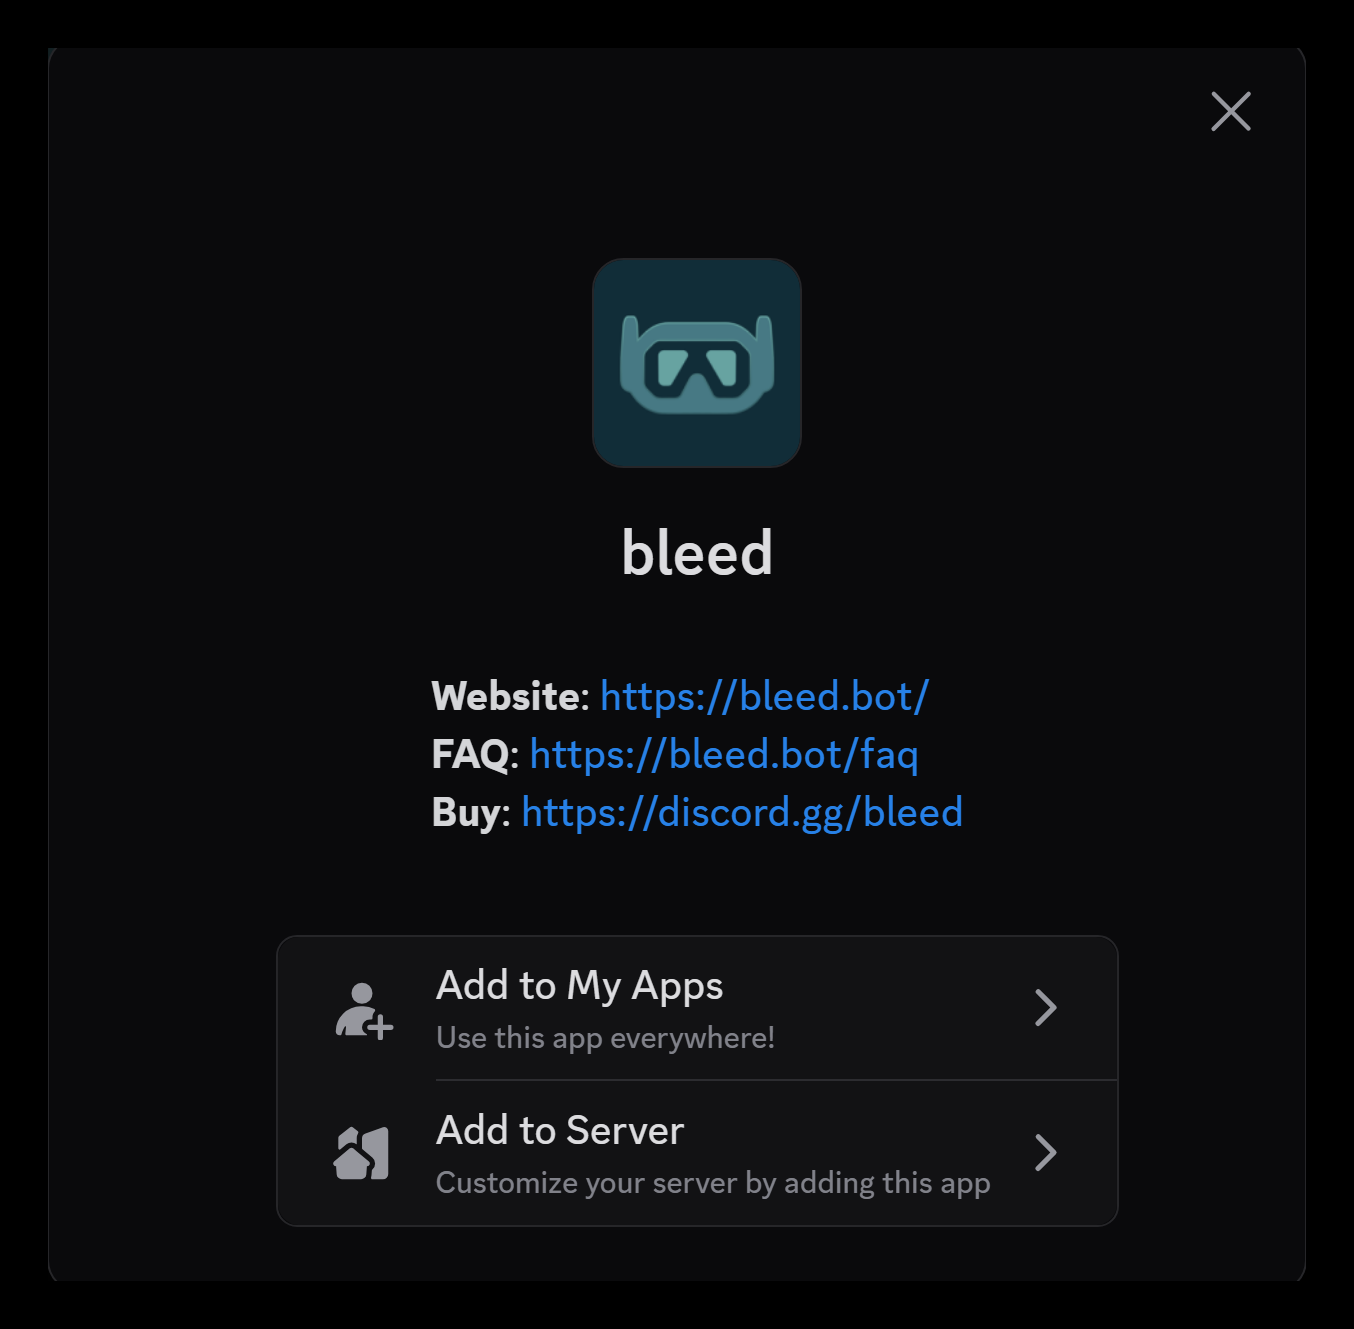 bleed
Website: https://bleed.bot/
FAQ: https://bleed.bot/faq
Buy: https://discord.gg/bleed
Add to My Apps
Use this app everywhere!
Add to Server
Customize your server by adding this app